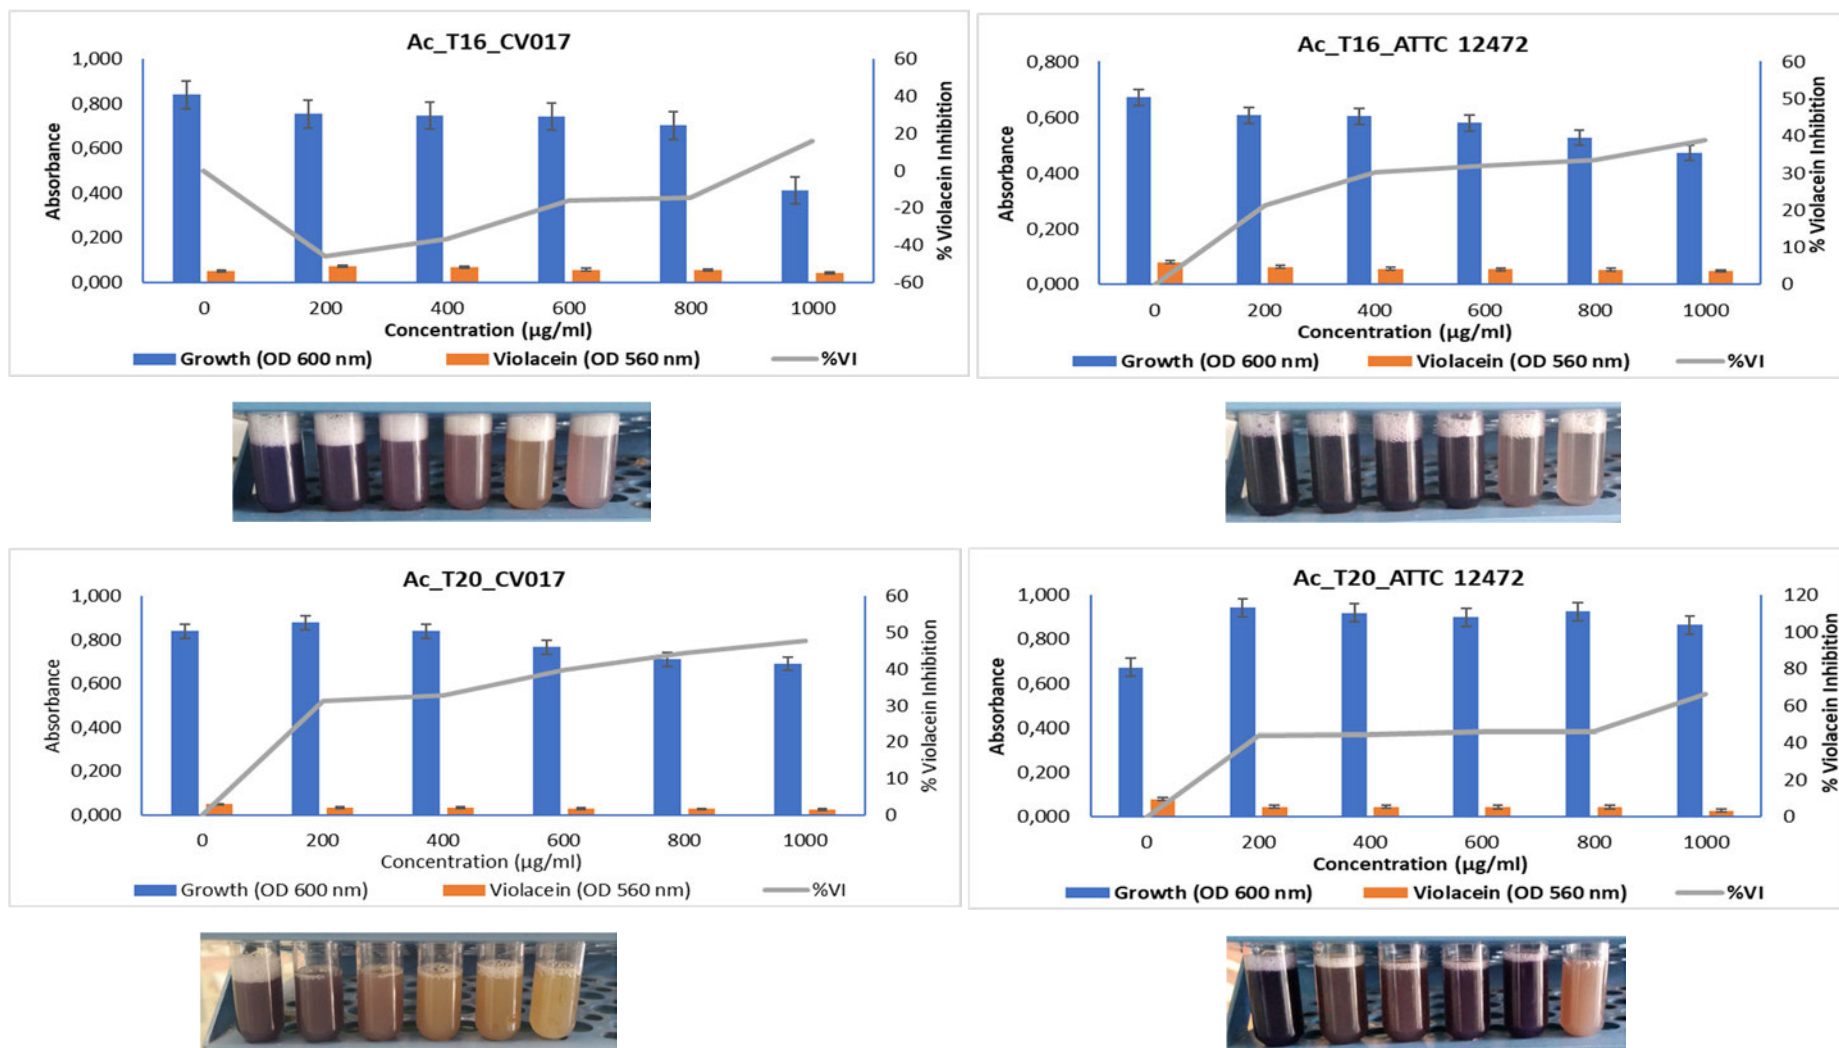 Ac_T16_CV017
1,000
0,800
0,600
0,400
0,200
0,000
Absorbance
60
40
20
0
-20
-40
-60
% Violacein Inhibition
0 200 400 600 800 1000
Concentration (µg/ml)
Growth (OD 600 nm) Violacein (OD 560 nm) %VI
Ac_T16_ATTC 12472
0,800
0,600
0,400
0,200
0,000
Absorbance
60
50
40
30
20
10
0
% Violacein Inhibition
0 200 400 600 800 1000
Concentration (µg/ml)
Growth (OD 600 nm) Violacein (OD 560 nm) %VI
Ac_T20_CV017
1,000
0,800
0,600
0,400
0,200
0,000
Absorbance
60
50
40
30
20
10
0
% Violacein Inhibition
0 200 400 600 800 1000
Concentration (µg/ml)
Growth (OD 600 nm) Violacein (OD 560 nm) %VI
Ac_T20_ATTC 12472
1,000
0,800
0,600
0,400
0,200
0,000
Absorbance
120
100
80
60
40
20
0
% Violacein Inhibition
0 200 400 600 800 1000
Concentration (µg/ml)
Growth (OD 600 nm) Violacein (OD 560 nm) %VI